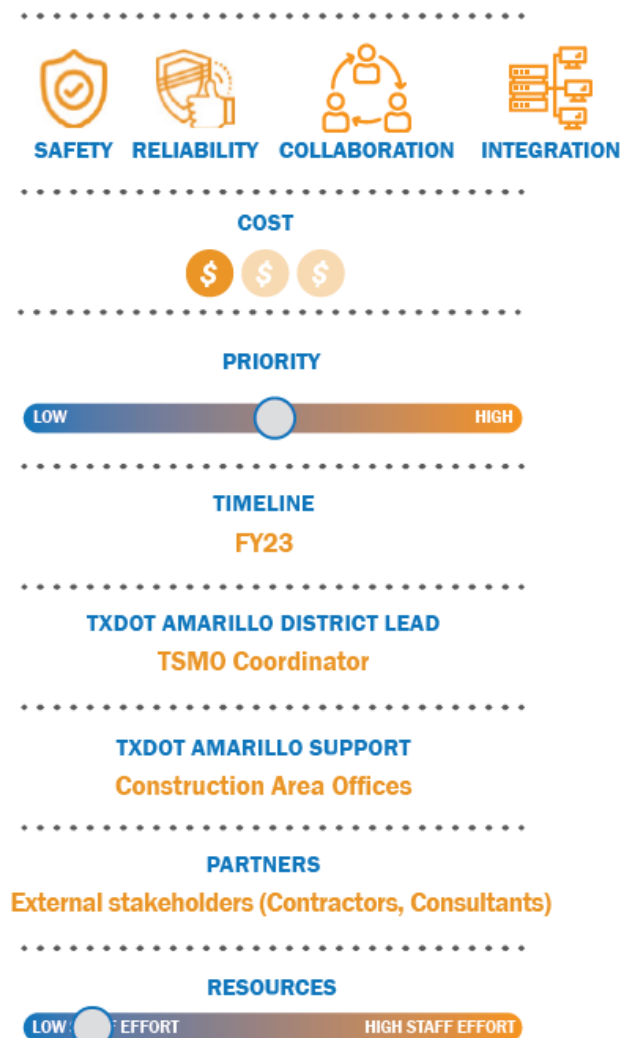 SAFETY RELIABILITY COLLABORATION INTEGRATION
COST
$ $ $
PRIORITY
LOW HIGH
TIMELINE
FY23
TXDOT AMARILLO DISTRICT LEAD
TSMO Coordinator
TXDOT AMARILLO SUPPORT
Construction Area Offices
PARTNERS
External stakeholders (Contractors, Consultants)
RESOURCES
LOW EFFORT HIGH STAFF EFFORT